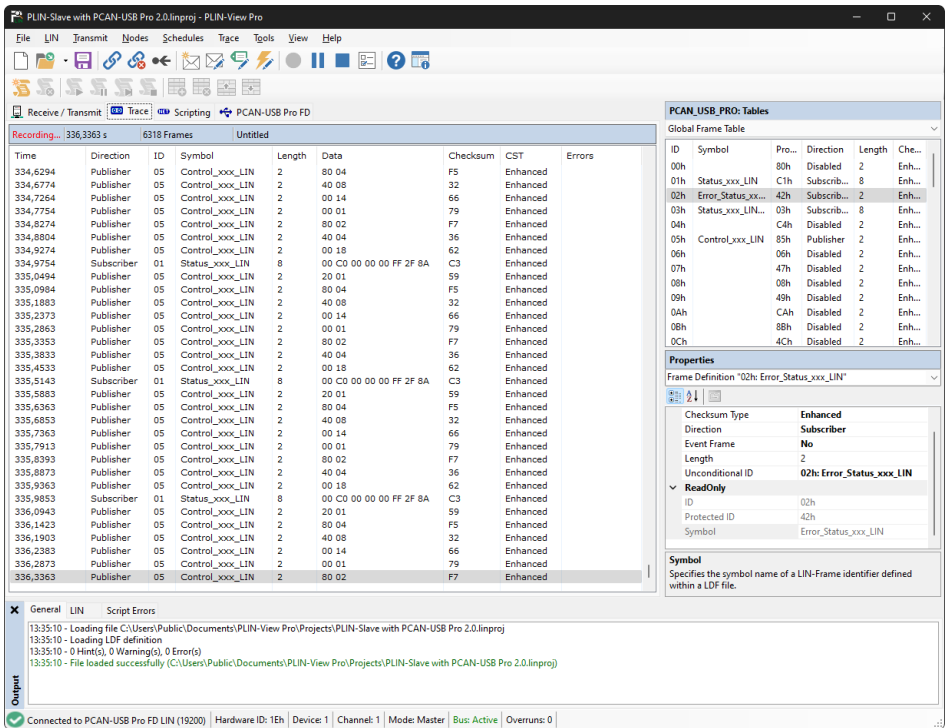 PLIN-Slave with PCAN-USB Pro 2.0.linproj - PLIN-View Pro
File LIN Transmit Nodes Schedules Trace Tools View Help
Receive / Transmit Trace Scripting PCAN-USB Pro FD
Recording... 336,3363 s 6318 Frames Untitled
Time Direction ID Symbol Length Data Checksum CST Errors
334,6294 Publisher 05 Control_xxx_LIN 2 80 04 F5 Enhanced
334,6774 Publisher 05 Control_xxx_LIN 2 40 08 32 Enhanced
334,7264 Publisher 05 Control_xxx_LIN 2 00 14 66 Enhanced
334,7754 Publisher 05 Control_xxx_LIN 2 00 01 79 Enhanced
334,8274 Publisher 05 Control_xxx_LIN 2 80 02 F7 Enhanced
334,8804 Publisher 05 Control_xxx_LIN 2 40 04 36 Enhanced
334,9274 Publisher 05 Control_xxx_LIN 2 00 18 62 Enhanced
334,9754 Subscriber 01 Status_xxx_LIN 8 00 C0 00 00 00 FF 2F 8A C3 Enhanced
335,0494 Publisher 05 Control_xxx_LIN 2 20 01 59 Enhanced
335,0984 Publisher 05 Control_xxx_LIN 2 80 04 F5 Enhanced
335,1883 Publisher 05 Control_xxx_LIN 2 40 08 32 Enhanced
335,2373 Publisher 05 Control_xxx_LIN 2 00 14 66 Enhanced
335,2863 Publisher 05 Control_xxx_LIN 2 00 01 79 Enhanced
335,3353 Publisher 05 Control_xxx_LIN 2 80 02 F7 Enhanced
335,3833 Publisher 05 Control_xxx_LIN 2 40 04 36 Enhanced
335,4533 Publisher 05 Control_xxx_LIN 2 00 18 62 Enhanced
335,5143 Subscriber 01 Status_xxx_LIN 8 00 C0 00 00 00 FF 2F 8A C3 Enhanced
335,5883 Publisher 05 Control_xxx_LIN 2 20 01 59 Enhanced
335,6363 Publisher 05 Control_xxx_LIN 2 80 04 F5 Enhanced
335,6853 Publisher 05 Control_xxx_LIN 2 40 08 32 Enhanced
335,7363 Publisher 05 Control_xxx_LIN 2 00 14 66 Enhanced
335,7913 Publisher 05 Control_xxx_LIN 2 00 01 79 Enhanced
335,8393 Publisher 05 Control_xxx_LIN 2 80 02 F7 Enhanced
335,8873 Publisher 05 Control_xxx_LIN 2 40 04 36 Enhanced
335,9363 Publisher 05 Control_xxx_LIN 2 00 18 62 Enhanced
335,9853 Subscriber 01 Status_xxx_LIN 8 00 C0 00 00 00 FF 2F 8A C3 Enhanced
336,0943 Publisher 05 Control_xxx_LIN 2 20 01 59 Enhanced
336,1423 Publisher 05 Control_xxx_LIN 2 80 04 F5 Enhanced
336,1903 Publisher 05 Control_xxx_LIN 2 40 08 32 Enhanced
336,2383 Publisher 05 Control_xxx_LIN 2 00 14 66 Enhanced
336,2873 Publisher 05 Control_xxx_LIN 2 00 01 79 Enhanced
336,3363 Publisher 05 Control_xxx_LIN 2 80 02 F7 Enhanced
PCAN_USB_PRO: Tables
Global Frame Table
ID Symbol Pro... Direction Length Che...
00h 80h Disabled 2 Enh...
01h Status_xxx_LIN C1h Subscrib... 8 Enh...
02h Error_Status_xx... 42h Subscrib... 2 Enh...
03h Status_xxx_LIN... 03h Subscrib... 8 Enh...
04h C4h Disabled 2 Enh...
05h Control_xxx_LIN 85h Publisher 2 Enh...
06h 06h Disabled 2 Enh...
07h 47h Disabled 2 Enh...
08h 08h Disabled 2 Enh...
09h 49h Disabled 2 Enh...
0Ah CAh Disabled 2 Enh...
0Bh 8Bh Disabled 2 Enh...
0Ch 4Ch Disabled 2 Enh...
Properties
Frame Definition "02h: Error_Status_xxx_LIN"
Checksum Type Enhanced
Direction Subscriber
Event Frame No
Length 2
Unconditional ID 02h: Error_Status_xxx_LIN
ReadOnly
ID 02h
Protected ID 42h
Symbol Error_Status_xxx_LIN
Symbol
Specifies the symbol name of a LIN-Frame identifier defined
within a LDF file.
Output
General LIN Script Errors
13:35:10 - Loading file C:\Users\Public\Documents\PLIN-View Pro\Projects\PLIN-Slave with PCAN-USB Pro 2.0.linproj
13:35:10 - Loading LDF definition
13:35:10 - 0 Hint(s), 0 Warning(s), 0 Error(s)
13:35:10 - File loaded successfully (C:\Users\Public\Documents\PLIN-View Pro\Projects\PLIN-Slave with PCAN-USB Pro 2.0.linproj)
Connected to PCAN-USB Pro FD LIN (19200) Hardware ID: 1Eh Device: 1 Channel: 1 Mode: Master Bus: Active Overruns: 0